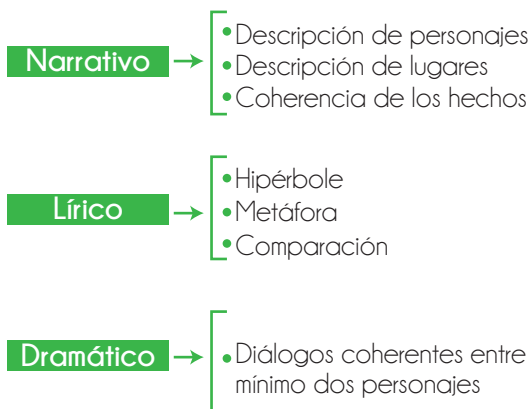 Narrativo
• Descripción de personajes
• Descripción de lugares
• Coherencia de los hechos
Lírico
• Hipérbole
• Metáfora
• Comparación
Dramático
• Diálogos coherentes entre
mínimo dos personajes